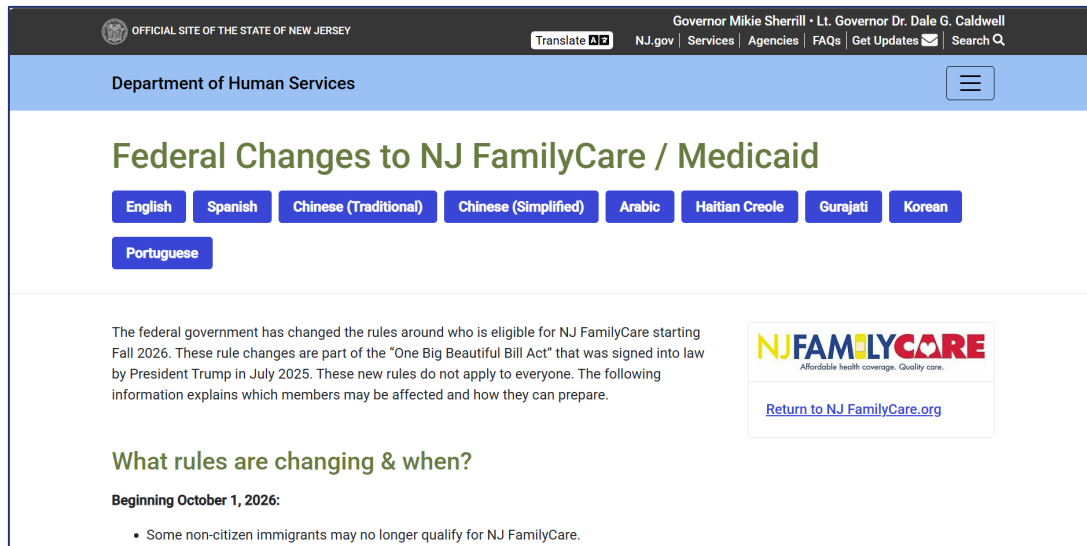 OFFICIAL SITE OF THE STATE OF NEW JERSEY
Governor Mikie Sherrill • Lt. Governor Dr. Dale G. Caldwell
Translate
NJ.gov | Services | Agencies | FAQs | Get Updates | Search
Department of Human Services
Federal Changes to NJ FamilyCare / Medicaid
English Spanish Chinese (Traditional) Chinese (Simplified) Arabic Haitian Creole Gurajati Korean
Portuguese
The federal government has changed the rules around who is eligible for NJ FamilyCare starting
Fall 2026. These rule changes are part of the “One Big Beautiful Bill Act” that was signed into law
by President Trump in July 2025. These new rules do not apply to everyone. The following
information explains which members may be affected and how they can prepare.
NJFAMILYCARE
Affordable health coverage. Quality care.
Return to NJ FamilyCare.org
What rules are changing & when?
Beginning October 1, 2026:
• Some non-citizen immigrants may no longer qualify for NJ FamilyCare.